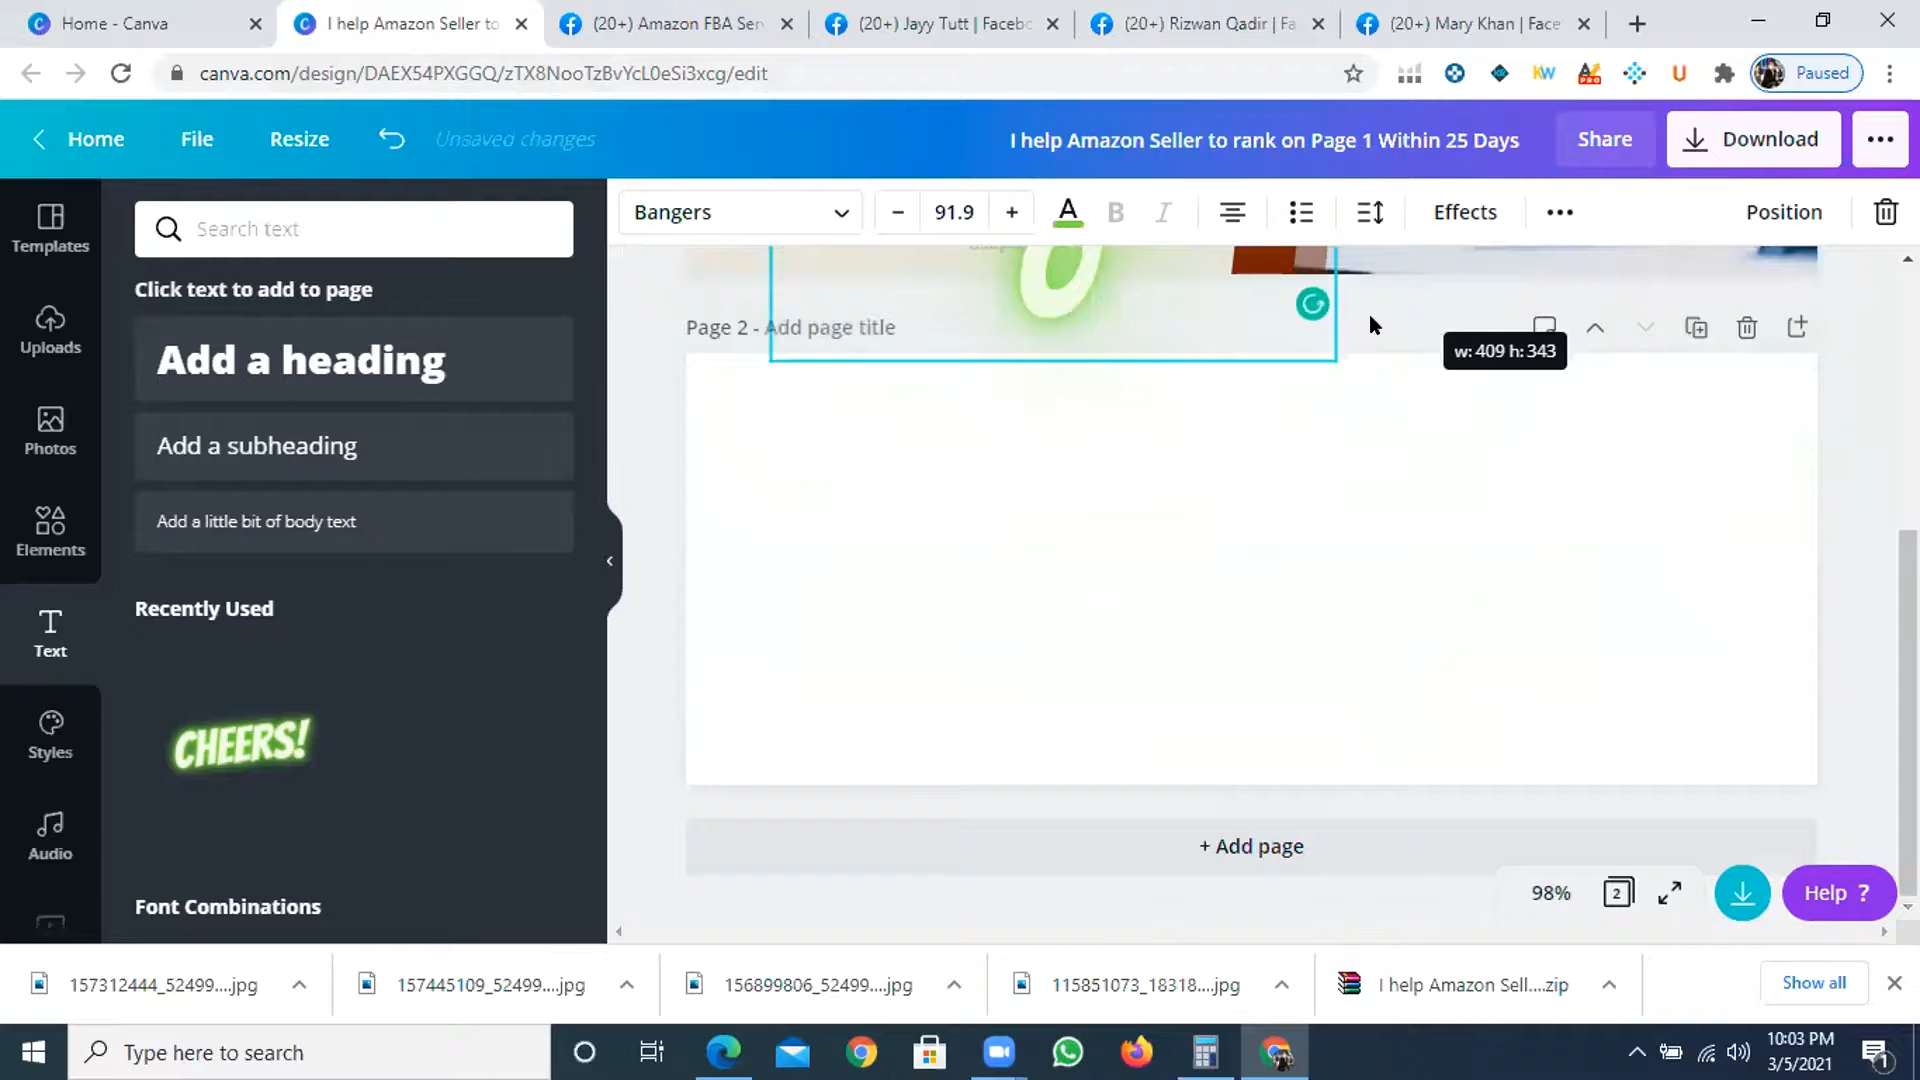 Home - Canva
I help Amazon Seller to
(20+) Amazon FBA Ser
(20+) Jayy Tutt | Facebo
(20+) Rizwan Qadir | Fa
(20+) Mary Khan | Face
canva.com/design/DAEX54PXGGQ/zTX8NooTzBvYcL0eSi3xcg/edit
KW
U
Paused
Home
File
Resize
Unsaved changes
I help Amazon Seller to rank on Page 1 Within 25 Days
Share
Download
Bangers
91.9
A
B
I
Effects
Position
Templates
Uploads
Photos
Elements
Text
Styles
Audio
Search text
Click text to add to page
Add a heading
Add a subheading
Add a little bit of body text
Recently Used
CHEERS!
Font Combinations
Page 2 - Add page title
w: 409 h: 343
+ Add page
98%
2
Help ?
157312444_52499....jpg
157445109_52499....jpg
156899806_52499....jpg
115851073_18318....jpg
I help Amazon Sell....zip
Show all
Type here to search
10:03 PM
3/5/2021
1